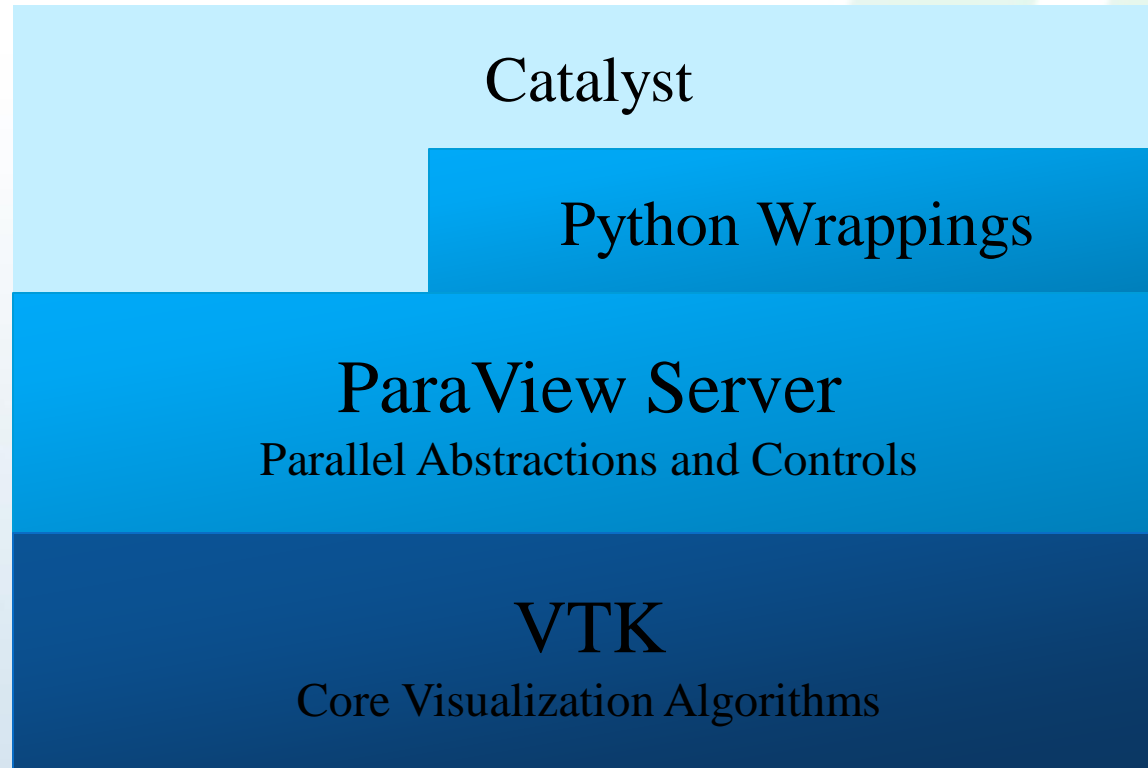 Catalyst
Python Wrappings
ParaView Server
Parallel Abstractions and Controls
VTK
Core Visualization Algorithms